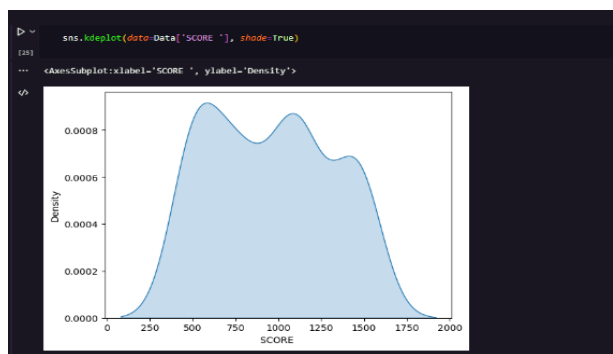 sns.kdeplot(data=Data['SCORE '], shade=True)
[25]
<AxesSubplot:xlabel='SCORE ', ylabel='Density'>
0.0008
0.0006
0.0004
0.0002
0.0000
Density
0 250 500 750 1000 1250 1500 1750 2000
SCORE